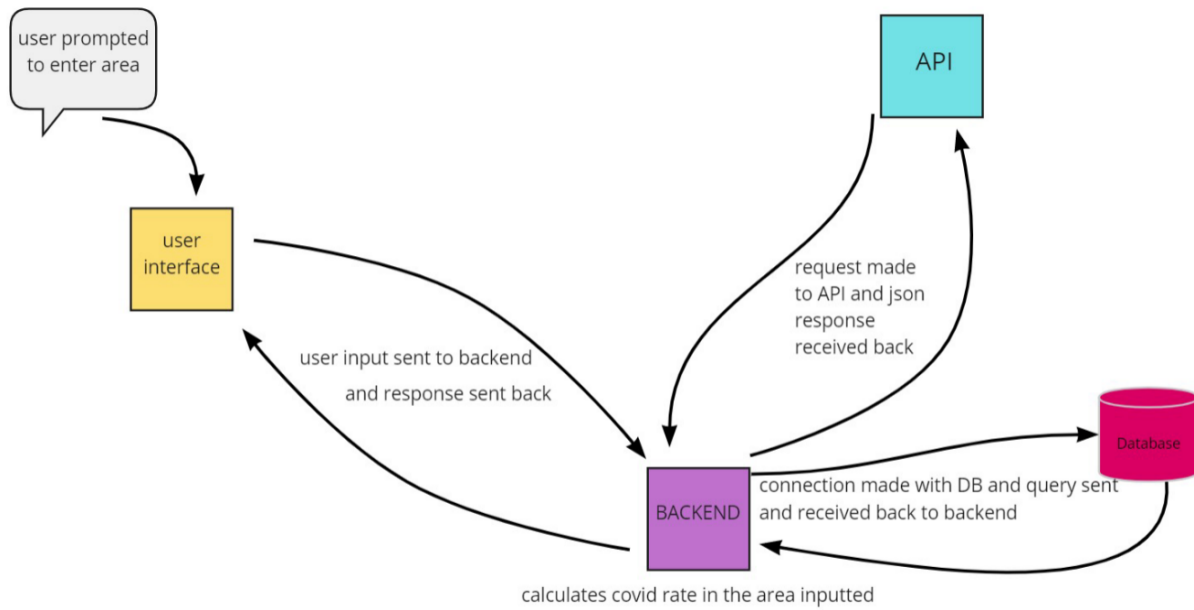 user prompted
to enter area
API
user
interface
request made
to API and json
response
received back
user input sent to backend
and response sent back
Database
BACKEND
connection made with DB and query sent
and received back to backend
calculates covid rate in the area inputted